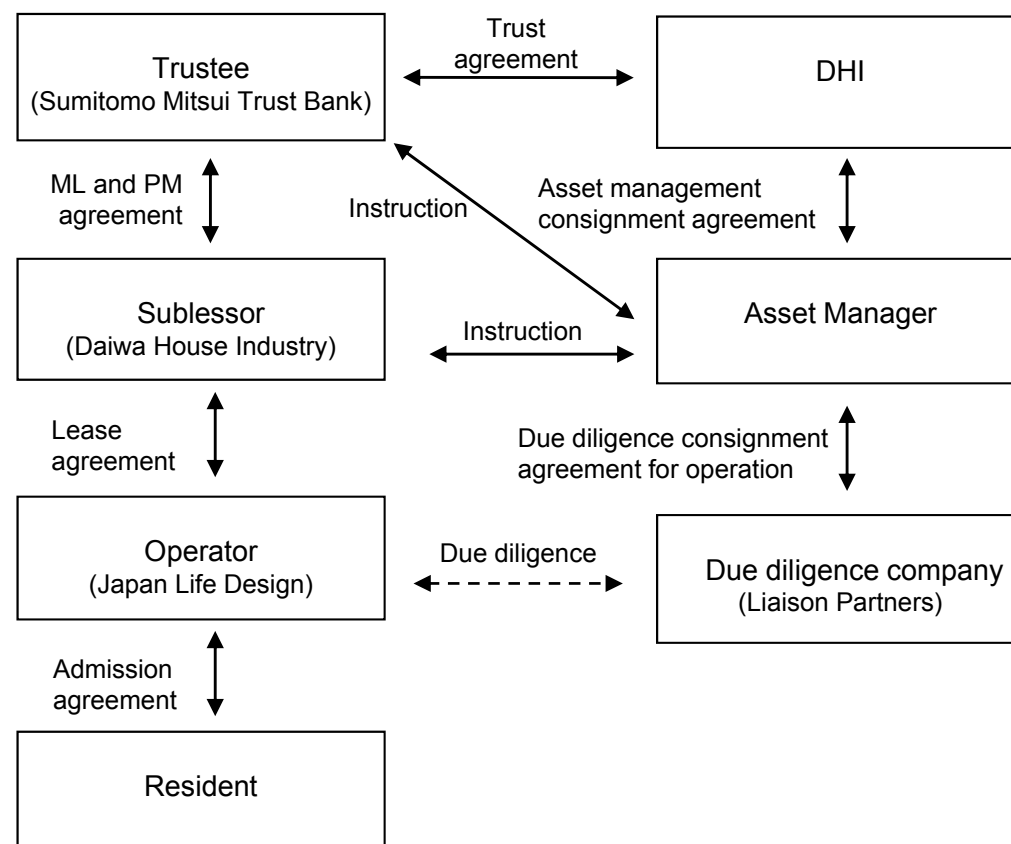 Trustee
(Sumitomo Mitsui Trust Bank)
Trust
agreement
DHI
ML and PM
agreement
Instruction
Asset management
consignment agreement
Sublessor
(Daiwa House Industry)
Instruction
Asset Manager
Lease
agreement
Due diligence consignment
agreement for operation
Operator
(Japan Life Design)
Due diligence
Due diligence company
(Liaison Partners)
Admission
agreement
Resident